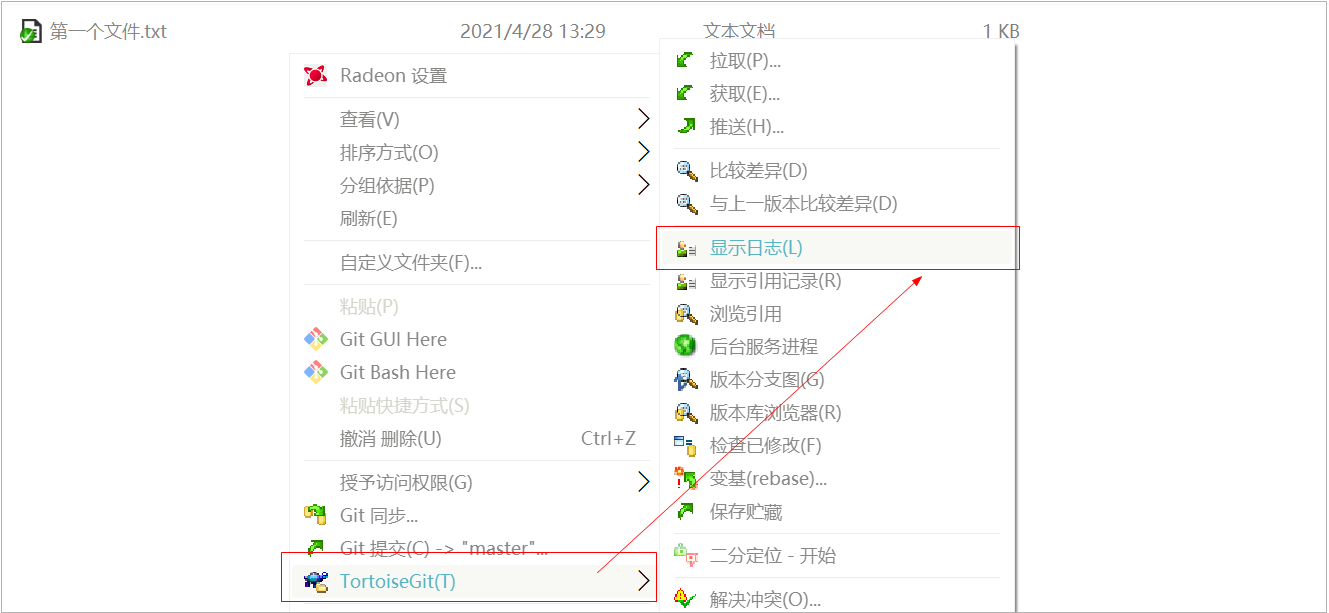 第一个文件.txt 2021/4/28 13:29 文本文档 1 KB
Radeon 设置
查看(V)
排序方式(O)
分组依据(P)
刷新(E)
自定义文件夹(F)...
粘贴(P)
Git GUI Here
Git Bash Here
粘贴快捷方式(S)
撤消 删除(U) Ctrl+Z
授予访问权限(G)
Git 同步...
Git 提交(C) -> "master"...
TortoiseGit(T)
拉取(P)...
获取(E)...
推送(H)...
比较差异(D)
与上一版本比较差异(D)
显示日志(L)
显示引用记录(R)
浏览引用
后台服务进程
版本分支图(G)
版本库浏览器(R)
检查已修改(F)
变基(rebase)...
保存贮藏
二分定位 - 开始
解决冲突(O)...